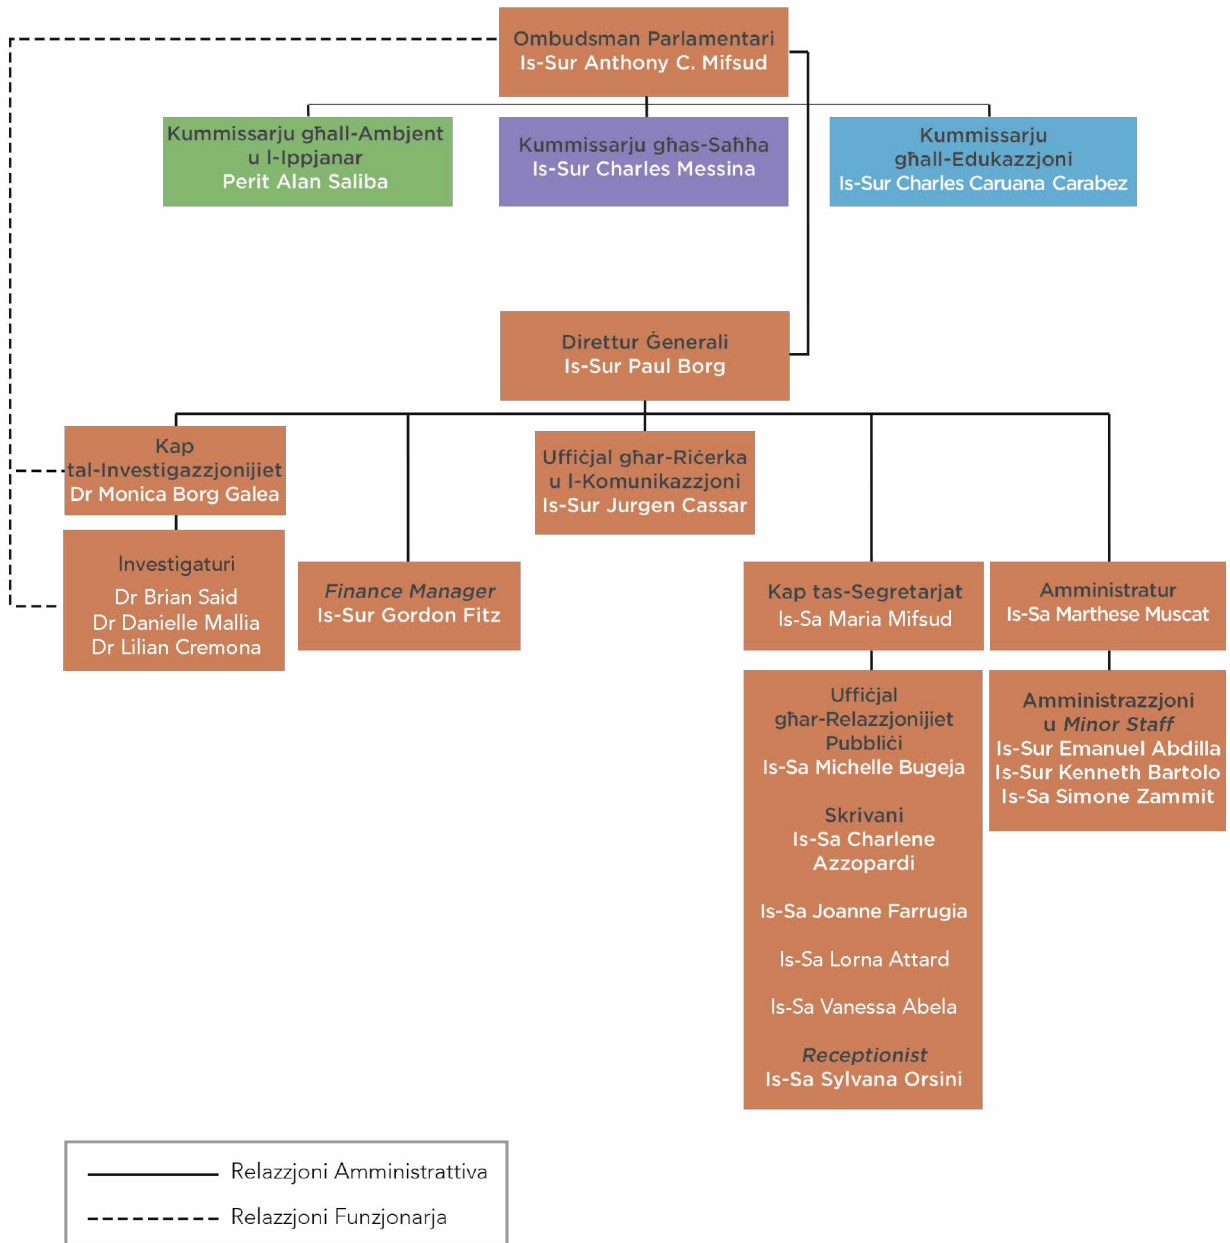 Ombudsman Parlamentari
Is-Sur Anthony C. Mifsud
Kummissarju għall-Ambjent
u l-Ippjanar
Perit Alan Saliba
Kummissarju għas-Saħħa
Is-Sur Charles Messina
Kummissarju
għall-Edukazzjoni
Is-Sur Charles Caruana Carabez
Direttur Ġenerali
Is-Sur Paul Borg
Kap
tal-Investigazzjonijiet
Dr Monica Borg Galea
Uffiċjal għar-Riċerka
u l-Komunikazzjoni
Is-Sur Jurgen Cassar
Investigaturi
Dr Brian Said
Dr Danielle Mallia
Dr Lilian Cremona
Finance Manager
Is-Sur Gordon Fitz
Kap tas-Segretarjat
Is-Sa Maria Mifsud
Amministratur
Is-Sa Marthese Muscat
Uffiċjal
għar-Relazzjonijiet
Pubbliċi
Is-Sa Michelle Bugeja
Skrivani
Is-Sa Charlene
Azzopardi
Is-Sa Joanne Farrugia
Is-Sa Lorna Attard
Is-Sa Vanessa Abela
Receptionist
Is-Sa Sylvana Orsini
Amministrazzjoni
u Minor Staff
Is-Sur Emanuel Abdilla
Is-Sur Kenneth Bartolo
Is-Sa Simone Zammit
Relazzjoni Amministrattiva
Relazzjoni Funzjonarja